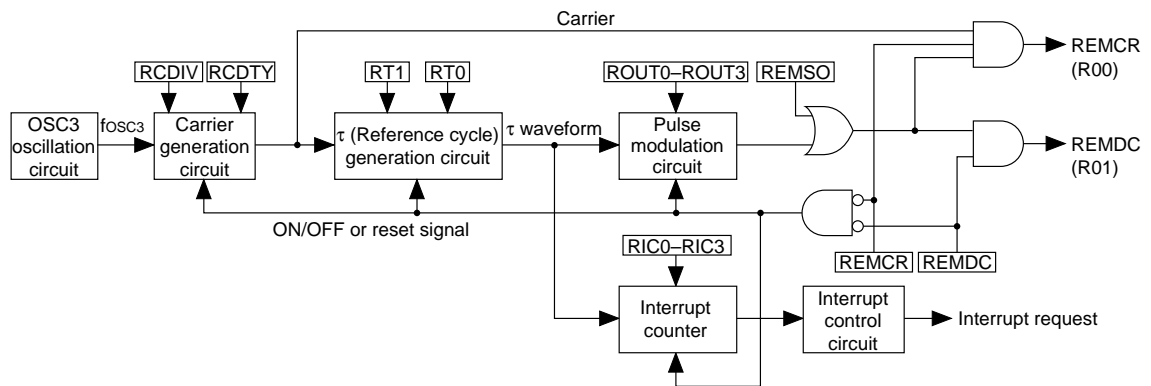 Carrier
REMCR
(R00)
RCDIV
RCDTY
RT1
RT0
ROUT0–ROUT3
REMSO
OSC3
oscillation
circuit
fOSC3
Carrier
generation
circuit
τ (Reference cycle)
generation circuit
τ waveform
Pulse
modulation
circuit
REMDC
(R01)
ON/OFF or reset signal
RIC0–RIC3
REMCR
REMDC
Interrupt
counter
Interrupt
control
circuit
Interrupt request